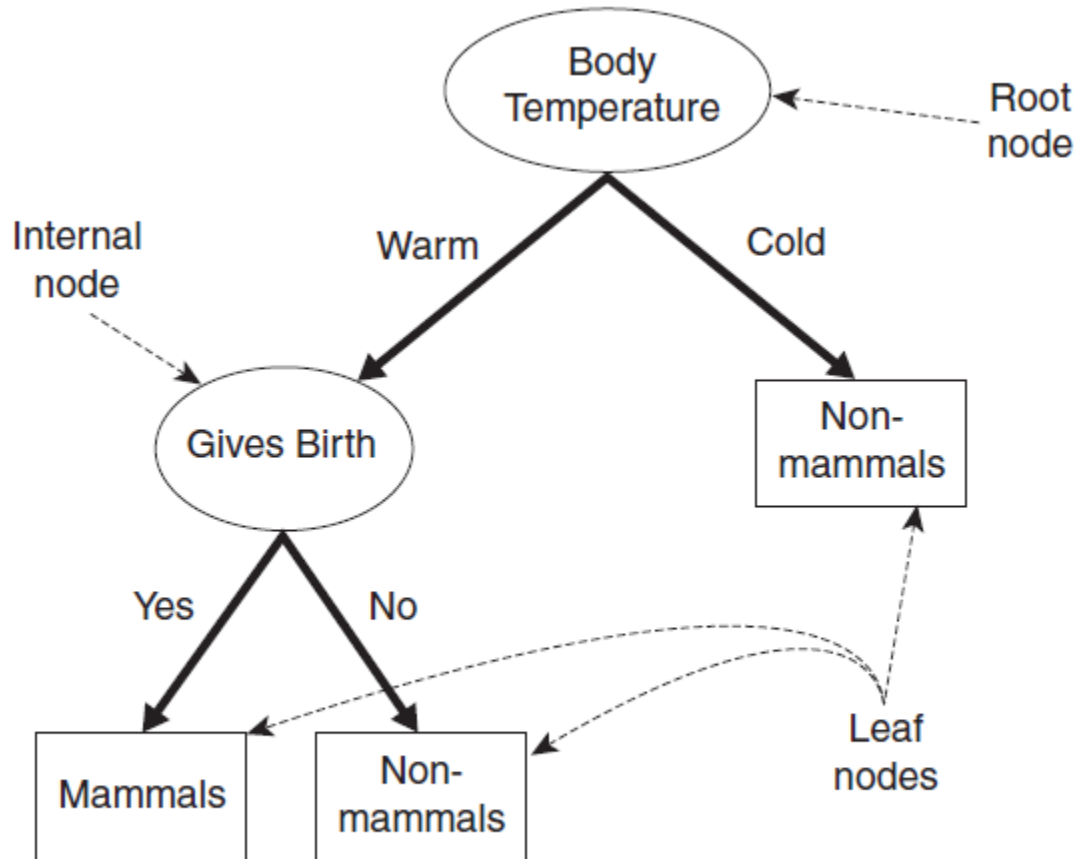 Body
Temperature
Root
node
Internal
node
Warm
Cold
Gives Birth
Non-
mammals
Yes
No
Mammals
Non-
mammals
Leaf
nodes